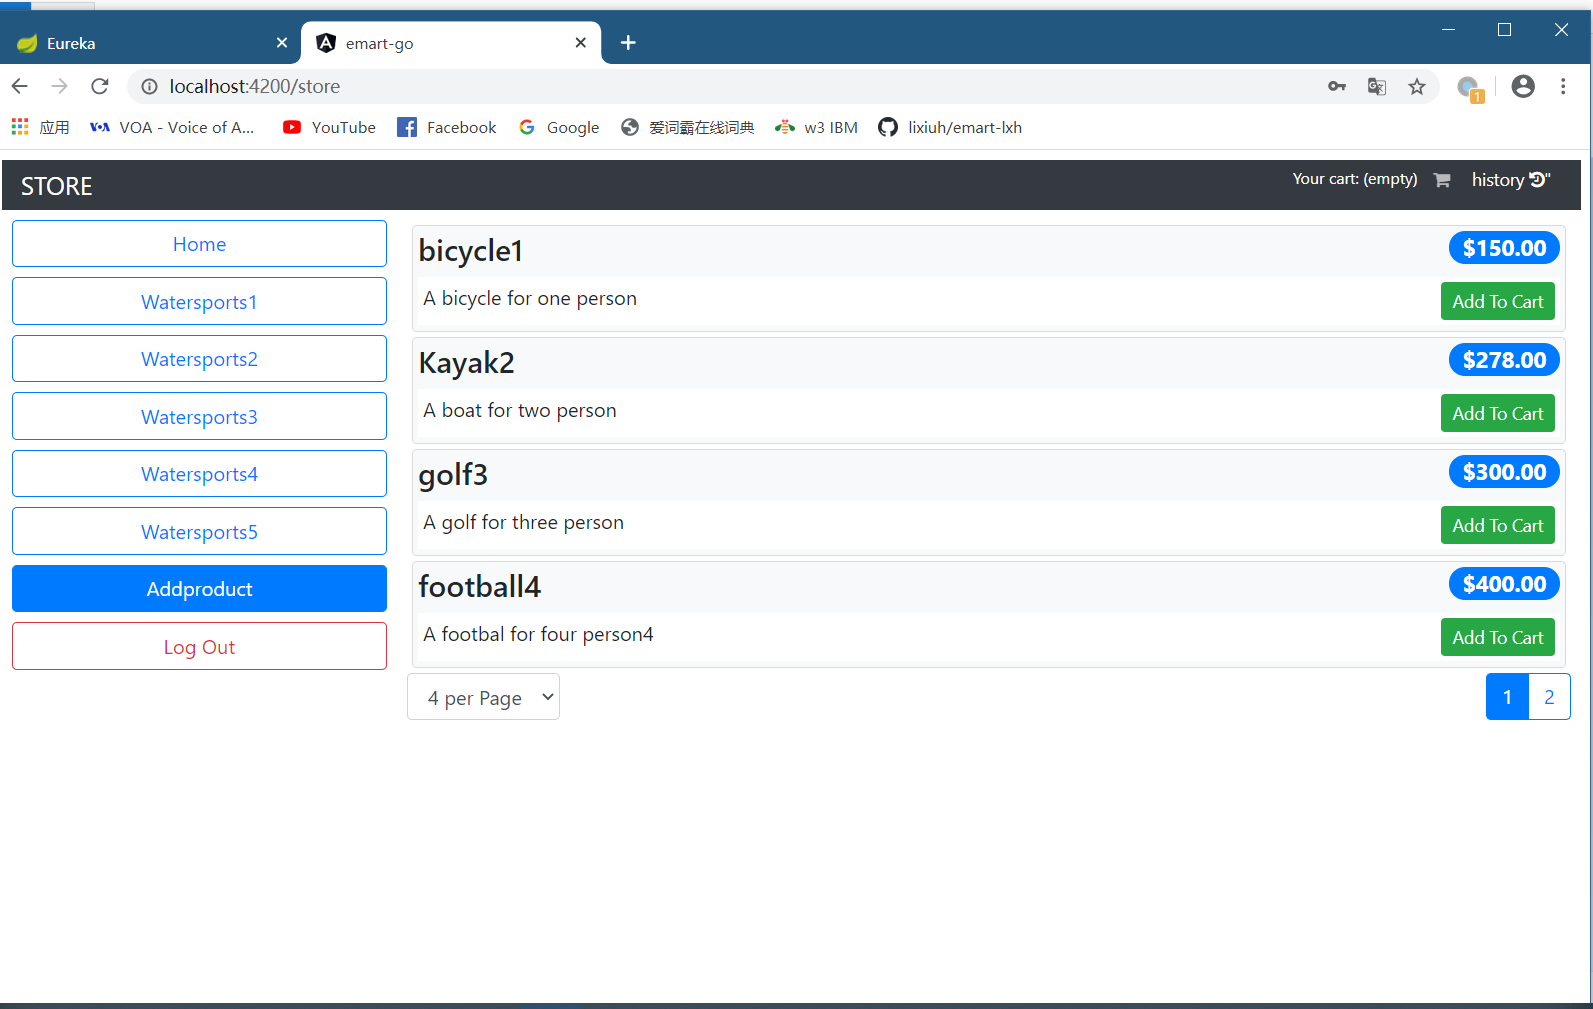 Eureka
emart-go
localhost:4200/store
1
应用
VOA - Voice of A...
YouTube
Facebook
Google
爱词霸在线词典
w3 IBM
lixiuh/emart-lxh
STORE
Your cart: (empty)
history "
Home
Watersports1
Watersports2
Watersports3
Watersports4
Watersports5
Addproduct
Log Out
bicycle1
$150.00
A bicycle for one person
Add To Cart
Kayak2
$278.00
A boat for two person
Add To Cart
golf3
$300.00
A golf for three person
Add To Cart
football4
$400.00
A footbal for four person4
Add To Cart
4 per Page
1 2